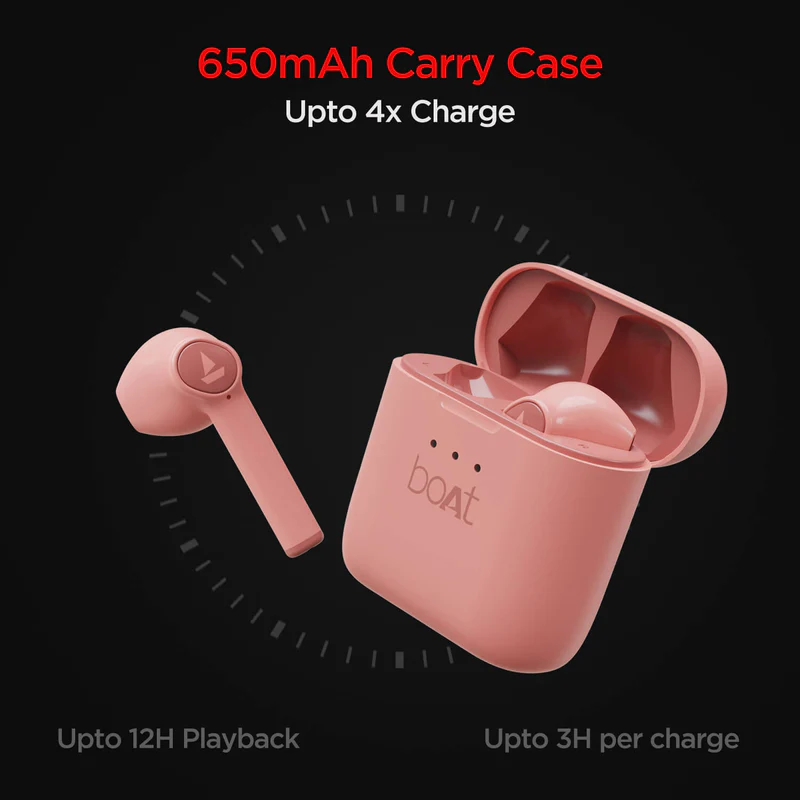 650mAh Carry Case
Upto 4x Charge
boAt
Upto 12H Playback
Upto 3H per charge